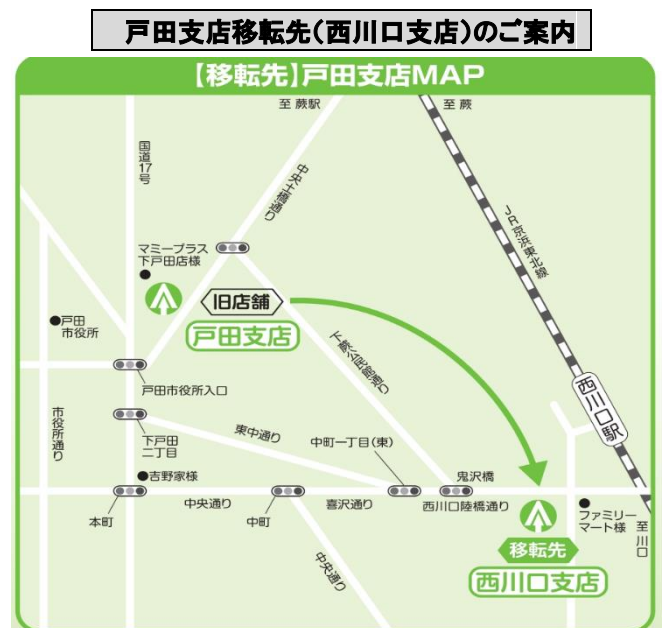 戸田支店移転先(西川口支店)のご案内
【移転先】戸田支店MAP
至 蕨駅
至 蕨
国道17号
中央土橋通り
JR京浜東北線
マミープラス
下戸田店様
旧店舗
戸田支店
戸田
市役所
下蕨公民館通り
戸田市役所入口
西川口駅
市役所通り
下戸田
二丁目
東中通り
中町一丁目(東)
吉野家様
鬼沢橋
本町
中央通り
中町
喜沢通り
西川口陸橋通り
ファミリー
マート様
至 川口
移転先
西川口支店
中央通り